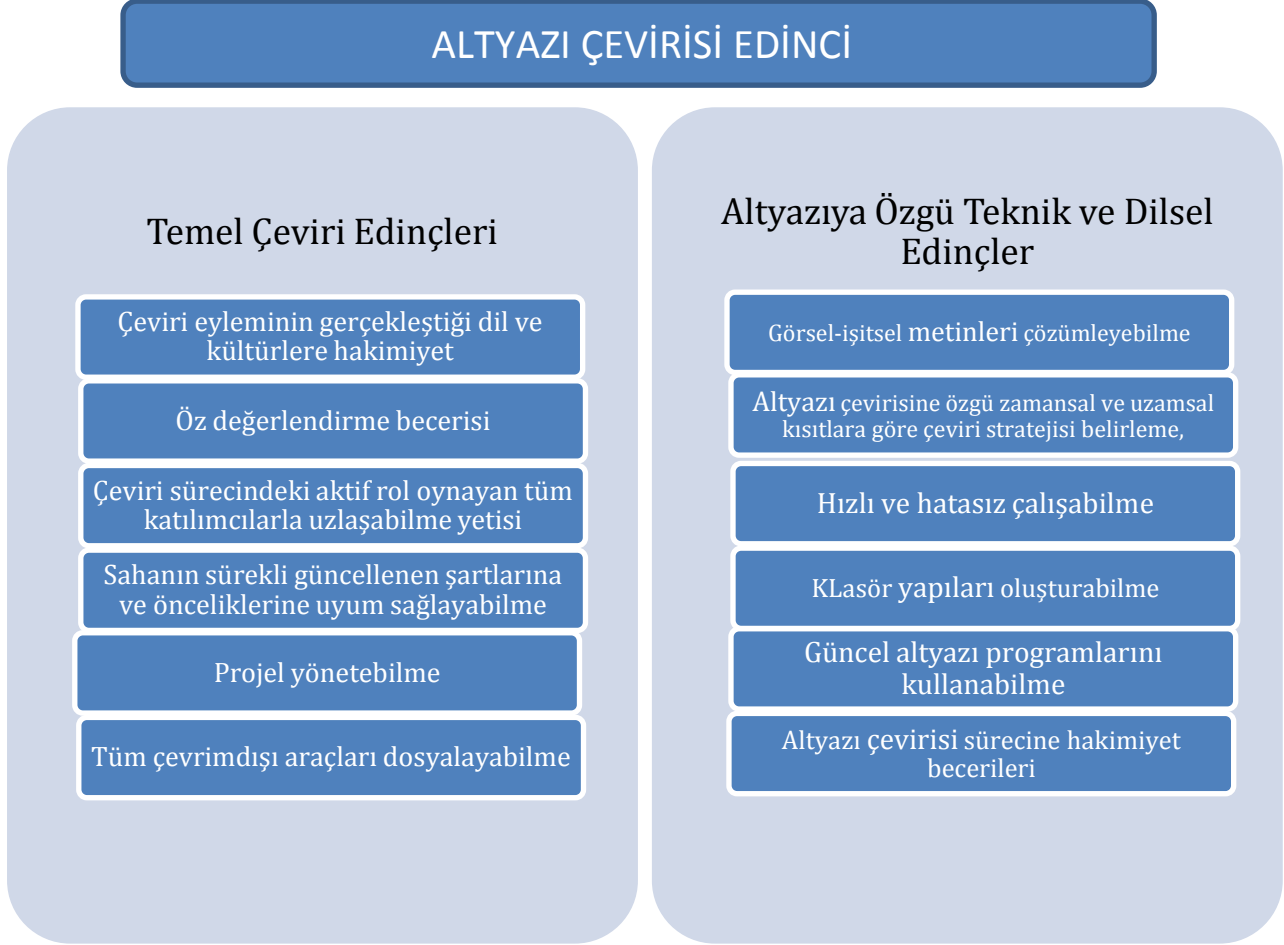 ALTYAZI ÇEVİRİSİ EDİNCİ
Temel Çeviri Edinçleri
Çeviri eyleminin gerçekleştiği dil ve
kültürlere hakimiyet
Öz değerlendirme becerisi
Çeviri sürecindeki aktif rol oynayan tüm
katılımcılarla uzlaşabilme yetisi
Sahanın sürekli güncellenen şartlarına
ve önceliklerine uyum sağlayabilme
Projel yönetebilme
Tüm çevrimdışı araçları dosyalayabilme
Altyazıya Özgü Teknik ve Dilsel
Edinçler
Görsel-işitsel metinleri çözümleyebilme
Altyazı çevirisine özgü zamansal ve uzamsal
kısıtlara göre çeviri stratejisi belirleme,
Hızlı ve hatasız çalışabilme
KLasör yapıları oluşturabilme
Güncel altyazı programlarını
kullanabilme
Altyazı çevirisi sürecine hakimiyet
becerileri